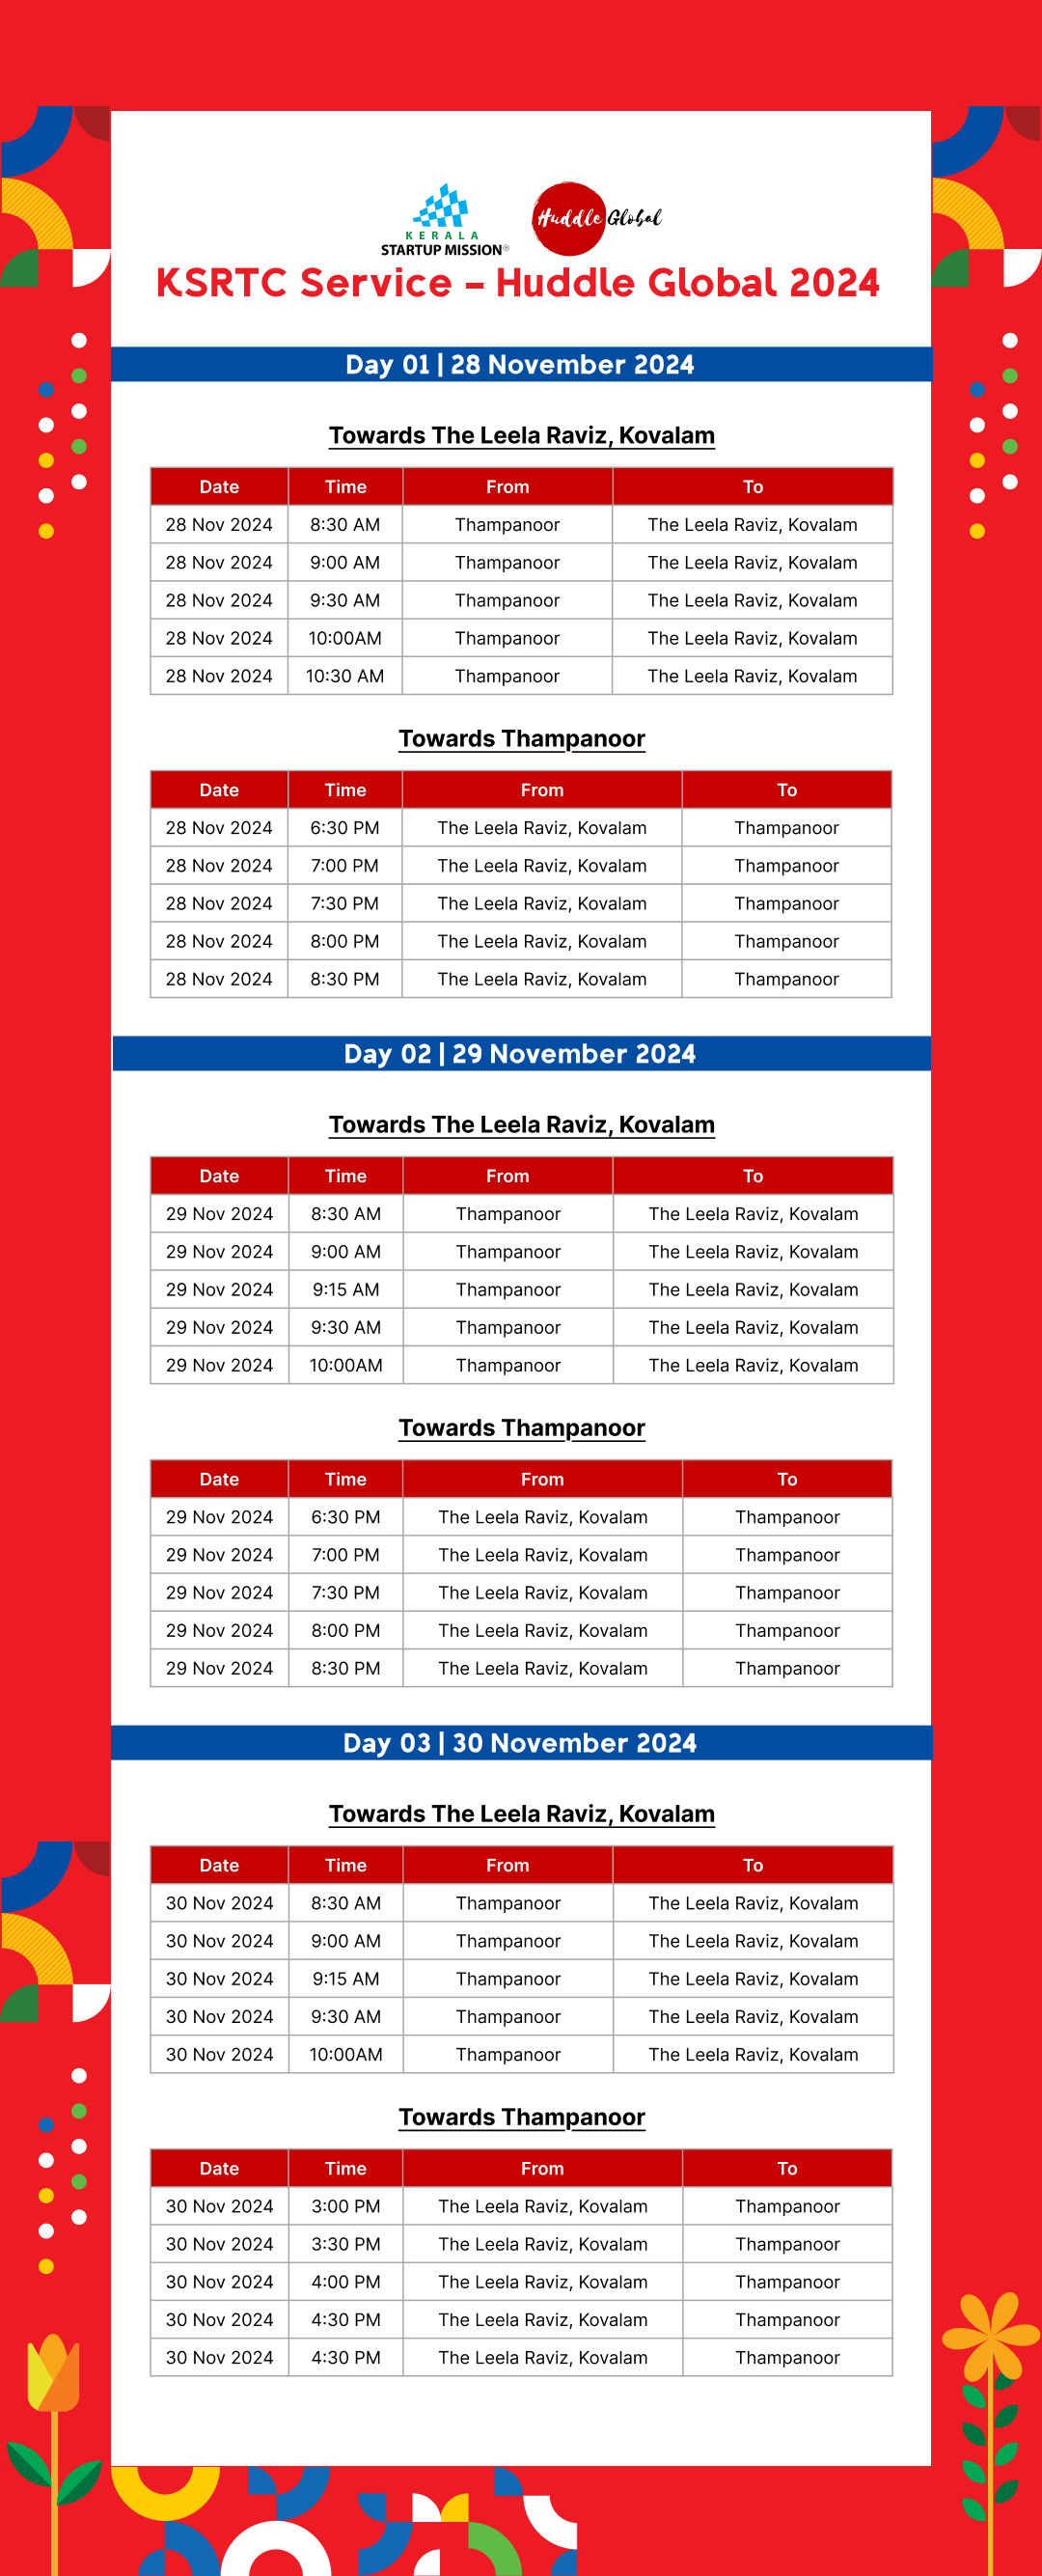 KERALA
STARTUP MISSION®
Huddle Global
KSRTC Service – Huddle Global 2024
Day 01 | 28 November 2024
Towards The Leela Raviz, Kovalam
Date Time From To
28 Nov 2024 8:30 AM Thampanoor The Leela Raviz, Kovalam
28 Nov 2024 9:00 AM Thampanoor The Leela Raviz, Kovalam
28 Nov 2024 9:30 AM Thampanoor The Leela Raviz, Kovalam
28 Nov 2024 10:00AM Thampanoor The Leela Raviz, Kovalam
28 Nov 2024 10:30 AM Thampanoor The Leela Raviz, Kovalam
Towards Thampanoor
Date Time From To
28 Nov 2024 6:30 PM The Leela Raviz, Kovalam Thampanoor
28 Nov 2024 7:00 PM The Leela Raviz, Kovalam Thampanoor
28 Nov 2024 7:30 PM The Leela Raviz, Kovalam Thampanoor
28 Nov 2024 8:00 PM The Leela Raviz, Kovalam Thampanoor
28 Nov 2024 8:30 PM The Leela Raviz, Kovalam Thampanoor
Day 02 | 29 November 2024
Towards The Leela Raviz, Kovalam
Date Time From To
29 Nov 2024 8:30 AM Thampanoor The Leela Raviz, Kovalam
29 Nov 2024 9:00 AM Thampanoor The Leela Raviz, Kovalam
29 Nov 2024 9:15 AM Thampanoor The Leela Raviz, Kovalam
29 Nov 2024 9:30 AM Thampanoor The Leela Raviz, Kovalam
29 Nov 2024 10:00AM Thampanoor The Leela Raviz, Kovalam
Towards Thampanoor
Date Time From To
29 Nov 2024 6:30 PM The Leela Raviz, Kovalam Thampanoor
29 Nov 2024 7:00 PM The Leela Raviz, Kovalam Thampanoor
29 Nov 2024 7:30 PM The Leela Raviz, Kovalam Thampanoor
29 Nov 2024 8:00 PM The Leela Raviz, Kovalam Thampanoor
29 Nov 2024 8:30 PM The Leela Raviz, Kovalam Thampanoor
Day 03 | 30 November 2024
Towards The Leela Raviz, Kovalam
Date Time From To
30 Nov 2024 8:30 AM Thampanoor The Leela Raviz, Kovalam
30 Nov 2024 9:00 AM Thampanoor The Leela Raviz, Kovalam
30 Nov 2024 9:15 AM Thampanoor The Leela Raviz, Kovalam
30 Nov 2024 9:30 AM Thampanoor The Leela Raviz, Kovalam
30 Nov 2024 10:00AM Thampanoor The Leela Raviz, Kovalam
Towards Thampanoor
Date Time From To
30 Nov 2024 3:00 PM The Leela Raviz, Kovalam Thampanoor
30 Nov 2024 3:30 PM The Leela Raviz, Kovalam Thampanoor
30 Nov 2024 4:00 PM The Leela Raviz, Kovalam Thampanoor
30 Nov 2024 4:30 PM The Leela Raviz, Kovalam Thampanoor
30 Nov 2024 4:30 PM The Leela Raviz, Kovalam Thampanoor